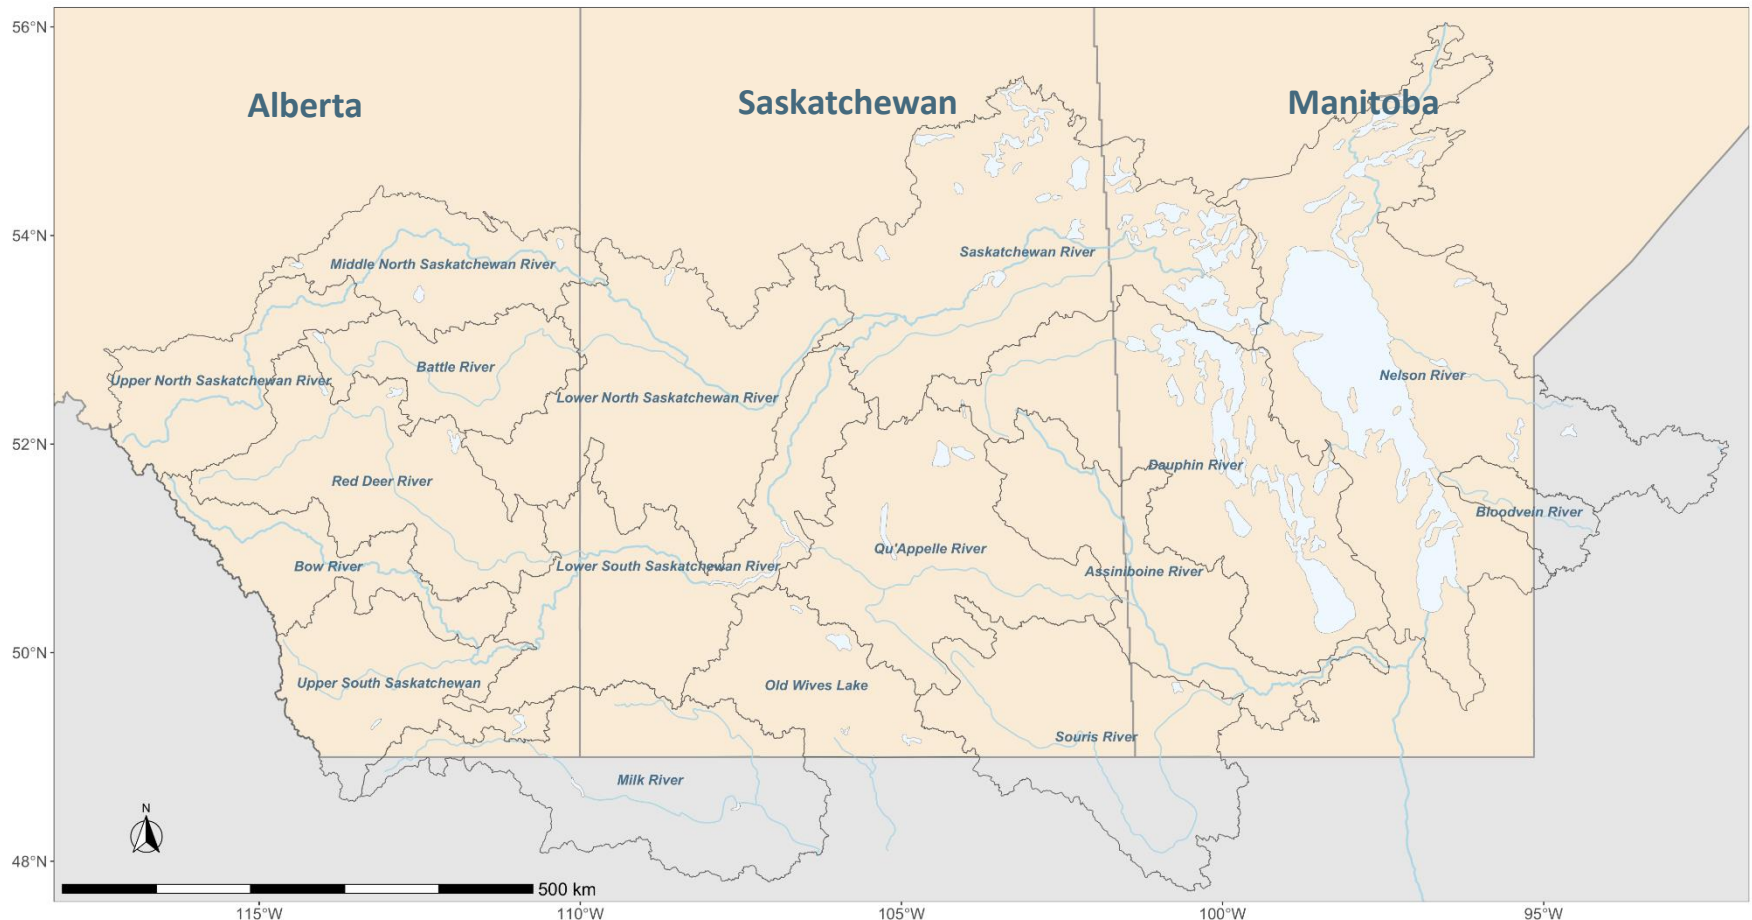 56°N
Alberta
Saskatchewan
Manitoba
54°N
Saskatchewan River
Middle North Saskatchewan River
Battle River
Nelson River
Upper North Saskatchewan River
Lower North Saskatchewan River
52°N
Dauphin River
Red Deer River
Bloodvein River
Qu'Appelle River
Bow River
Lower South Saskatchewan River
Assiniboine River
50°N
Upper South Saskatchewan
Old Wives Lake
Souris River
Milk River
N
48°N
500 km
115°W
110°W
105°W
100°W
95°W